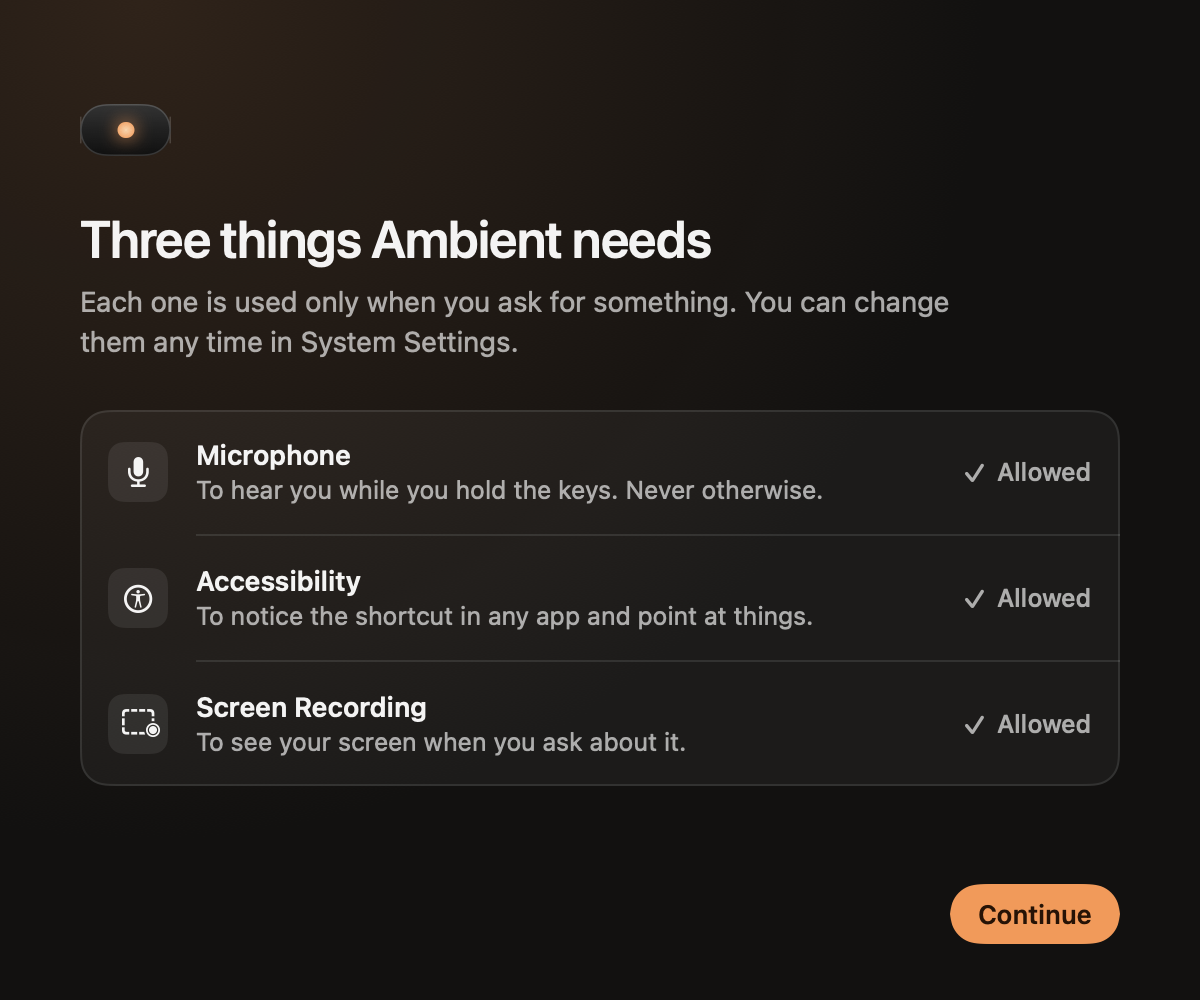 Three things Ambient needs
Each one is used only when you ask for something. You can change
them any time in System Settings.
Microphone
To hear you while you hold the keys. Never otherwise.
Allowed
Accessibility
To notice the shortcut in any app and point at things.
Allowed
Screen Recording
To see your screen when you ask about it.
Allowed
Continue